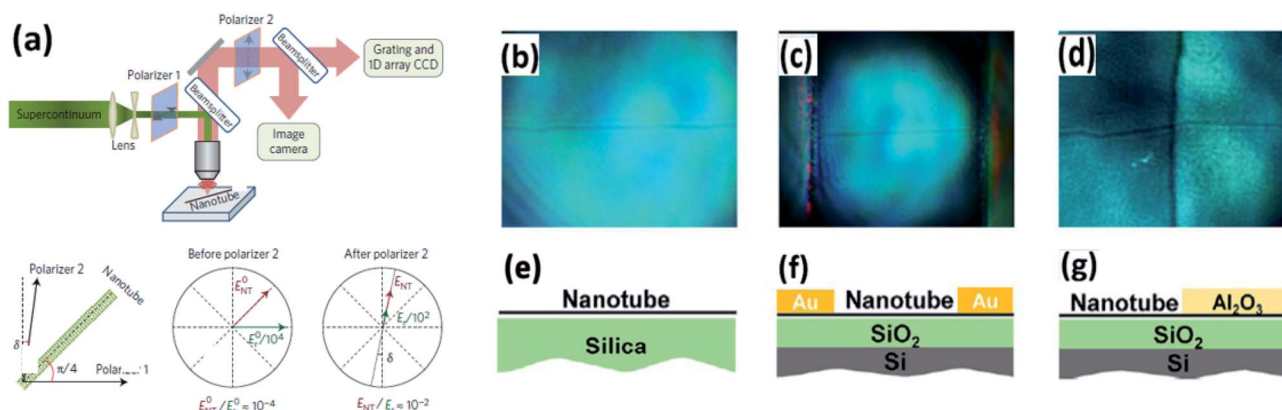 (a)
Polarizer 2
Beamsplitter
Grating and
1D array CCD
Polarizer 1
Beamsplitter
Supercontinuum
Lens
Image
camera
Nanotube
Polarizer 2
Nanotube
δ
π/4
Before polarizer 2
E⁰NT
E⁰r/10⁴
E⁰NT/E⁰r ≈ 10⁻⁴
After polarizer 2
ENT
Er/10²
δ
ENT/Er ≈ 10⁻²
(b)
(c)
(d)
(e)
Nanotube
Silica
(f)
Au Nanotube Au
SiO₂
Si
(g)
Nanotube Al₂O₃
SiO₂
Si